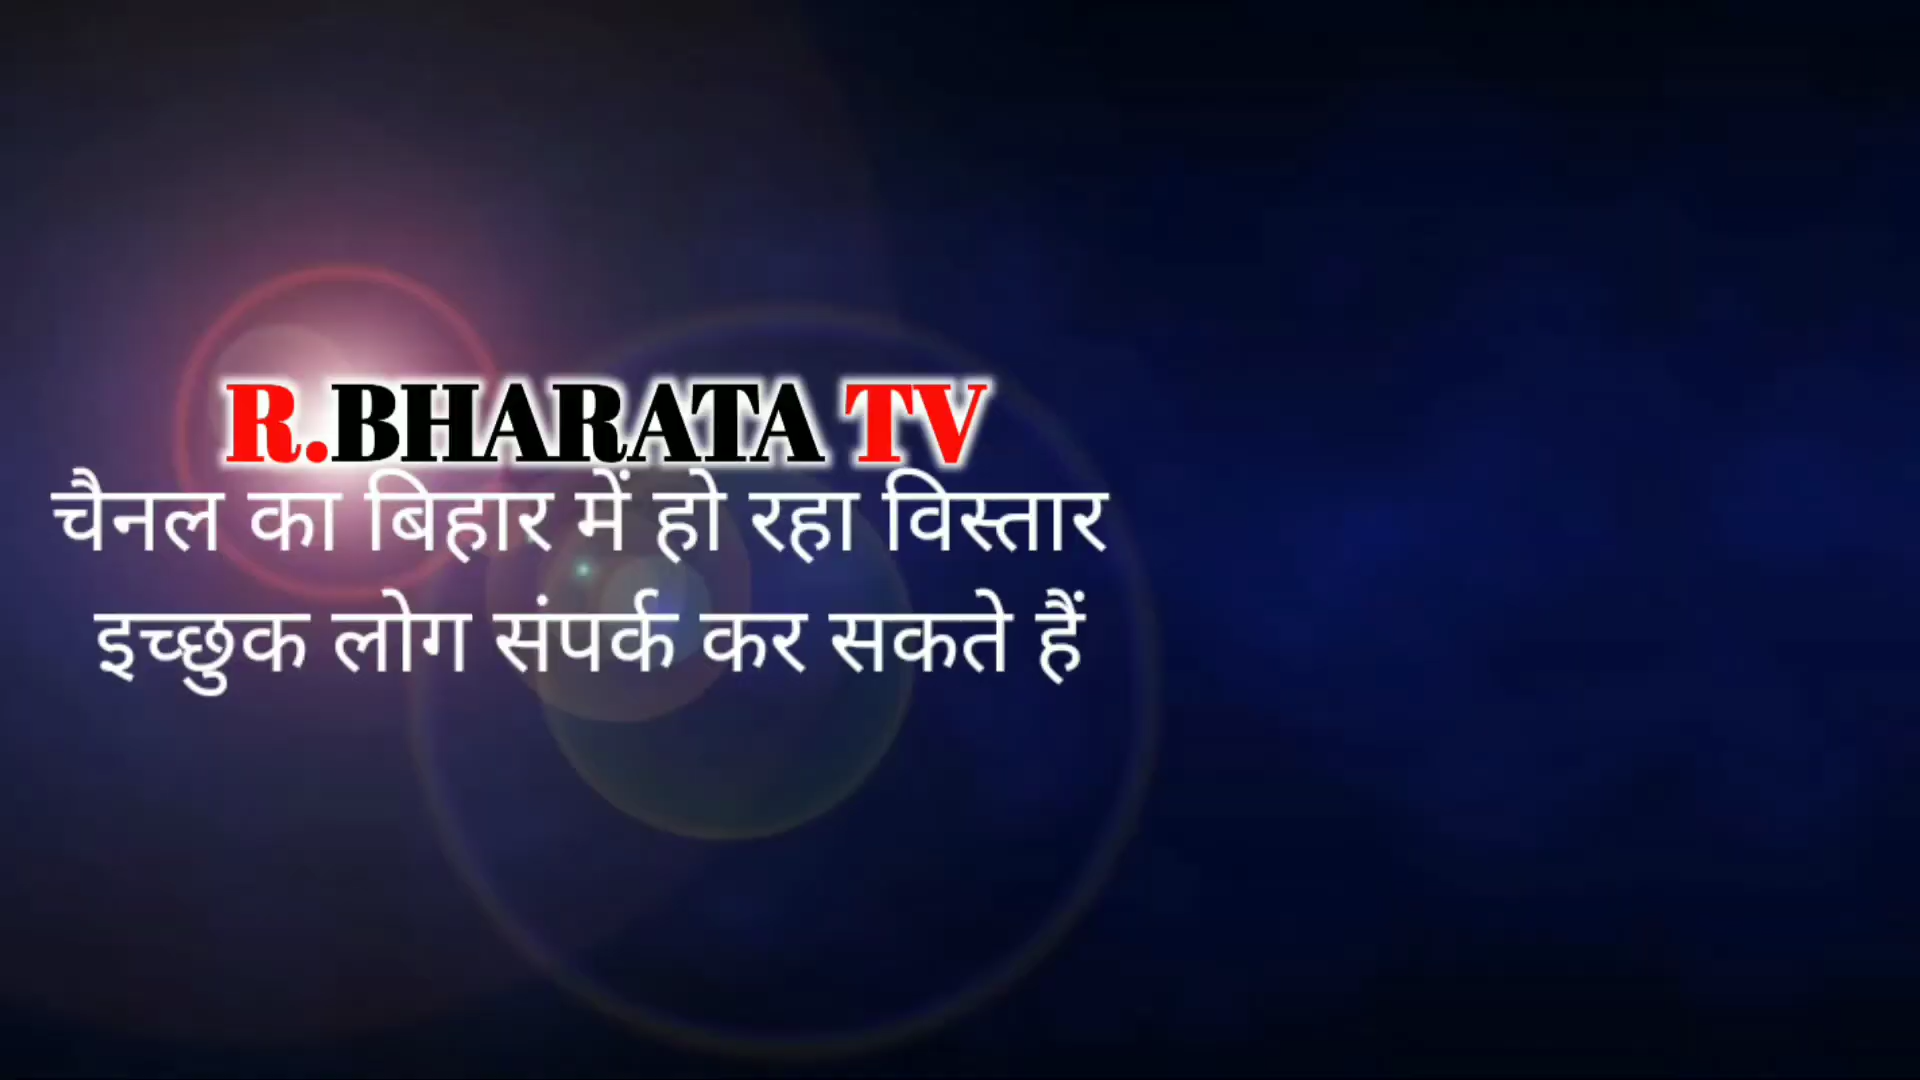 R.BHARATA TV
चैनल का बिहार में हो रहा विस्तार
इच्छुक लोग संपर्क कर सकते हैं